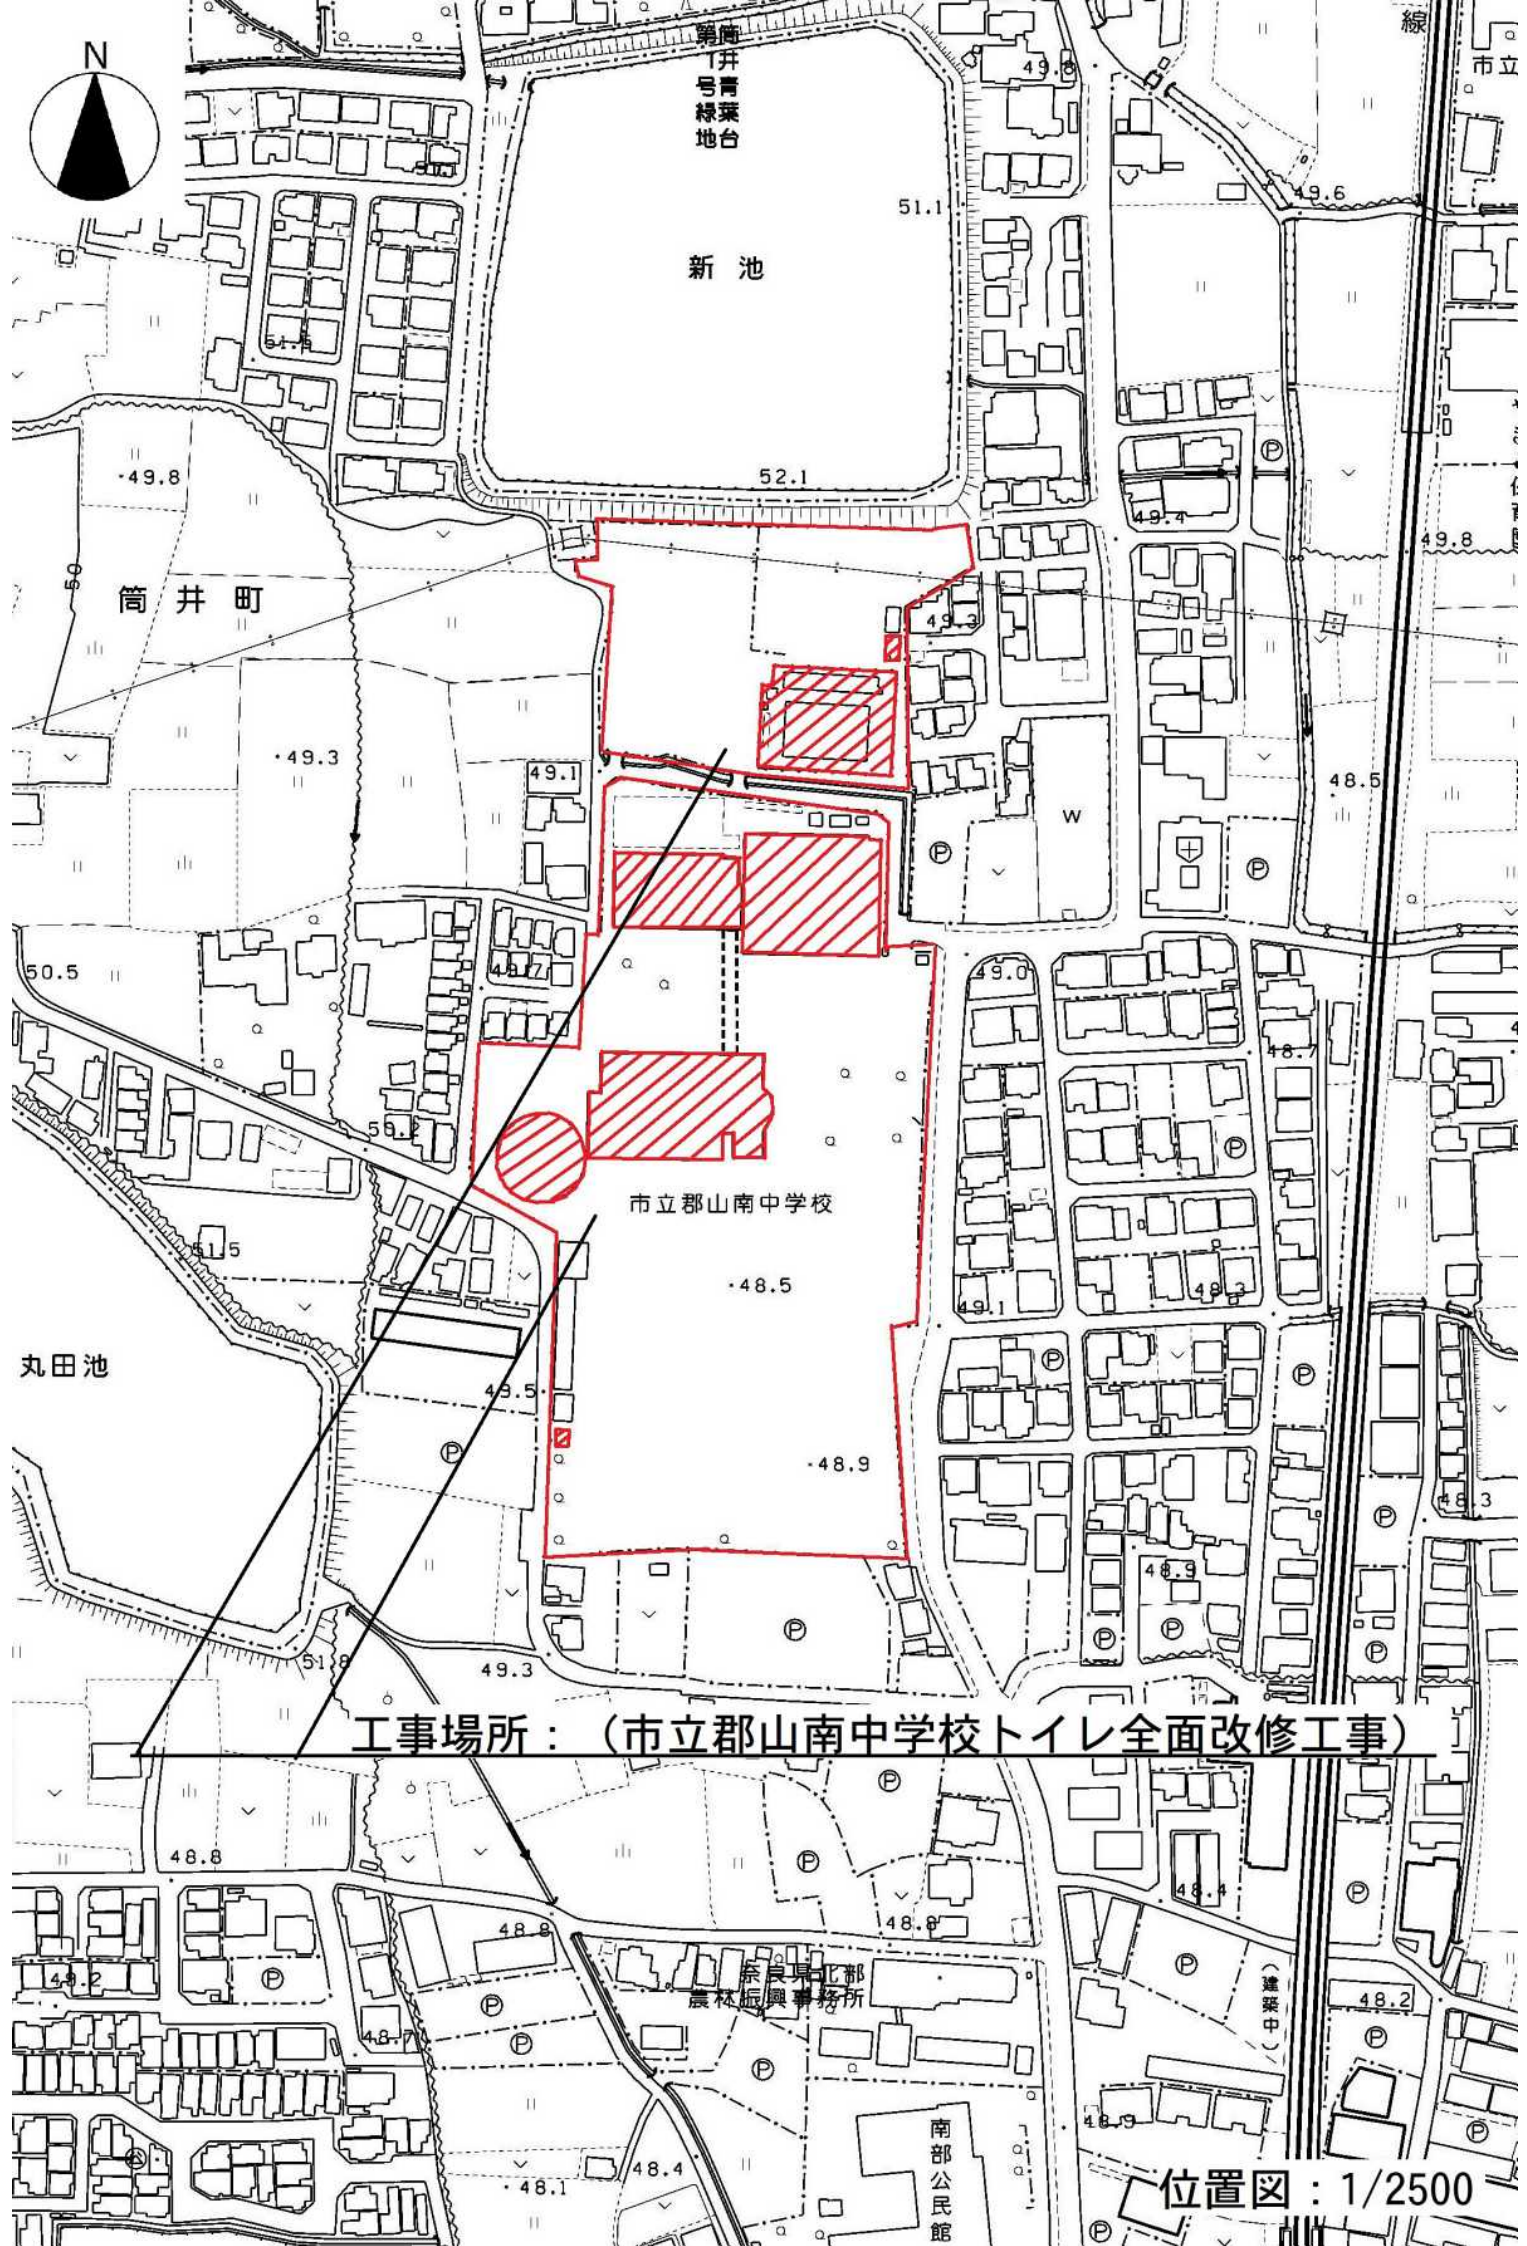 N
筒井青葉台
第1号緑地
線
市立
49.8
51.1
49.6
新池
51.5
52.1
49.8
49.4
49.8
50
筒井町
49.3
49.3
49.1
48.5
W
P
P
P
50.5
49.7
49.0
48.7
50.2
P
市立郡山南中学校
51.5
48.5
48.3
49.1
丸田池
49.5
P
P
P
48.9
48.3
P
48.9
P
P
P
P
51.8
49.3
工事場所：（市立郡山南中学校トイレ全面改修工事）
P
48.8
P
48.4
P
48.8
48.8
49.2
P
奈良県北部
農林振興事務所
P
P
（建築中）
48.2
P
48.7
P
P
P
48.9
南部公民館
48.4
48.1
P
位置図：1/2500